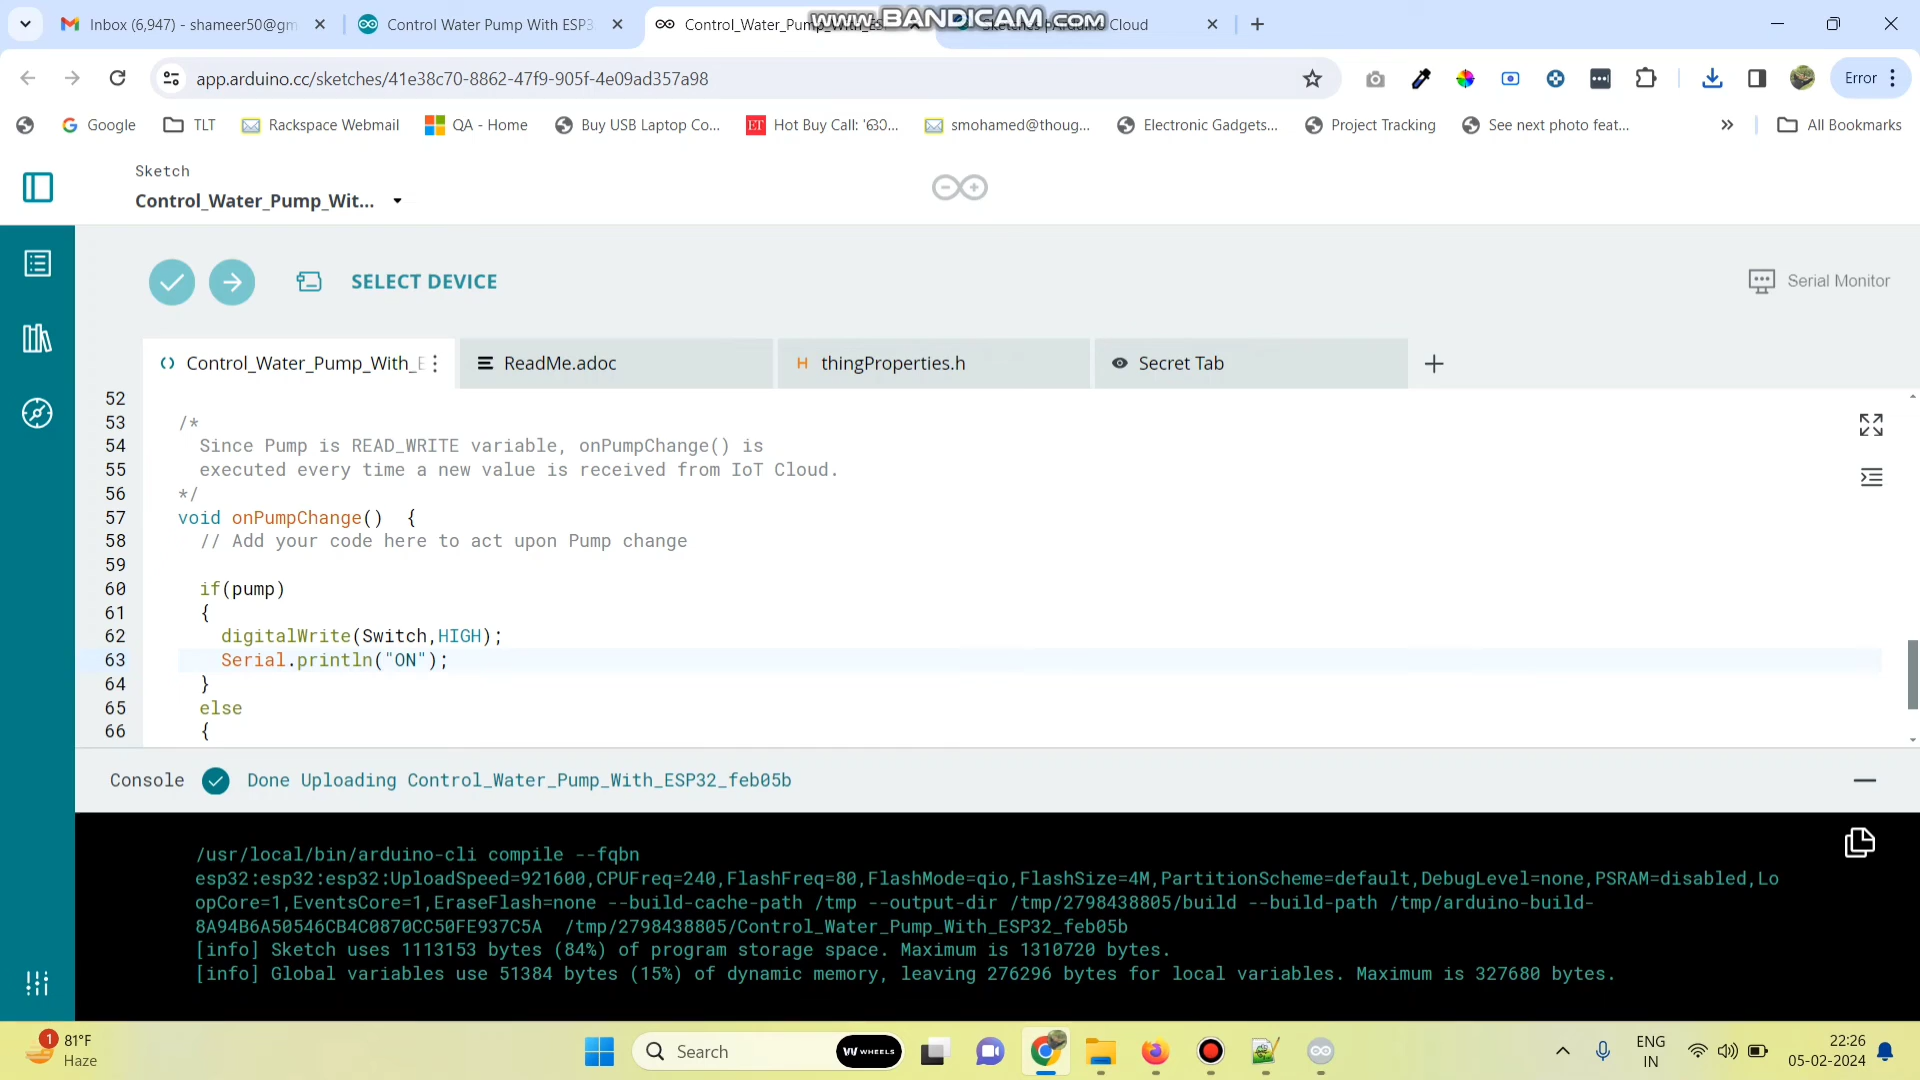 www.BANDICAM.com
Inbox (6,947) - shameer50@gm
Control Water Pump With ESP3
Control_Water_Pump_With_ES
Sketches | Arduino Cloud
app.arduino.cc/sketches/41e38c70-8862-47f9-905f-4e09ad357a98
Error
Google
TLT
Rackspace Webmail
QA - Home
Buy USB Laptop Co...
ET
Hot Buy Call: '630...
smohamed@thoug...
Electronic Gadgets...
Project Tracking
See next photo feat...
All Bookmarks
Sketch
Control_Water_Pump_Wit...
SELECT DEVICE
Serial Monitor
Control_Water_Pump_With_E
ReadMe.adoc
H thingProperties.h
Secret Tab
52
53 /*
54 Since Pump is READ_WRITE variable, onPumpChange() is
55 executed every time a new value is received from IoT Cloud.
56 */
57 void onPumpChange()  {
58 // Add your code here to act upon Pump change
59
60 if(pump)
61 {
62 digitalWrite(Switch,HIGH);
63 Serial.println("ON");
64 }
65 else
66 {
Console
Done Uploading Control_Water_Pump_With_ESP32_feb05b
/usr/local/bin/arduino-cli compile --fqbn
esp32:esp32:esp32:UploadSpeed=921600,CPUFreq=240,FlashFreq=80,FlashMode=qio,FlashSize=4M,PartitionScheme=default,DebugLevel=none,PSRAM=disabled,Lo
opCore=1,EventsCore=1,EraseFlash=none --build-cache-path /tmp --output-dir /tmp/2798438805/build --build-path /tmp/arduino-build-
8A94B6A50546CB4C0870CC50FE937C5A  /tmp/2798438805/Control_Water_Pump_With_ESP32_feb05b
[info] Sketch uses 1113153 bytes (84%) of program storage space. Maximum is 1310720 bytes.
[info] Global variables use 51384 bytes (15%) of dynamic memory, leaving 276296 bytes for local variables. Maximum is 327680 bytes.
1
81°F
Haze
Search
WHEELS
ENG
IN
22:26
05-02-2024